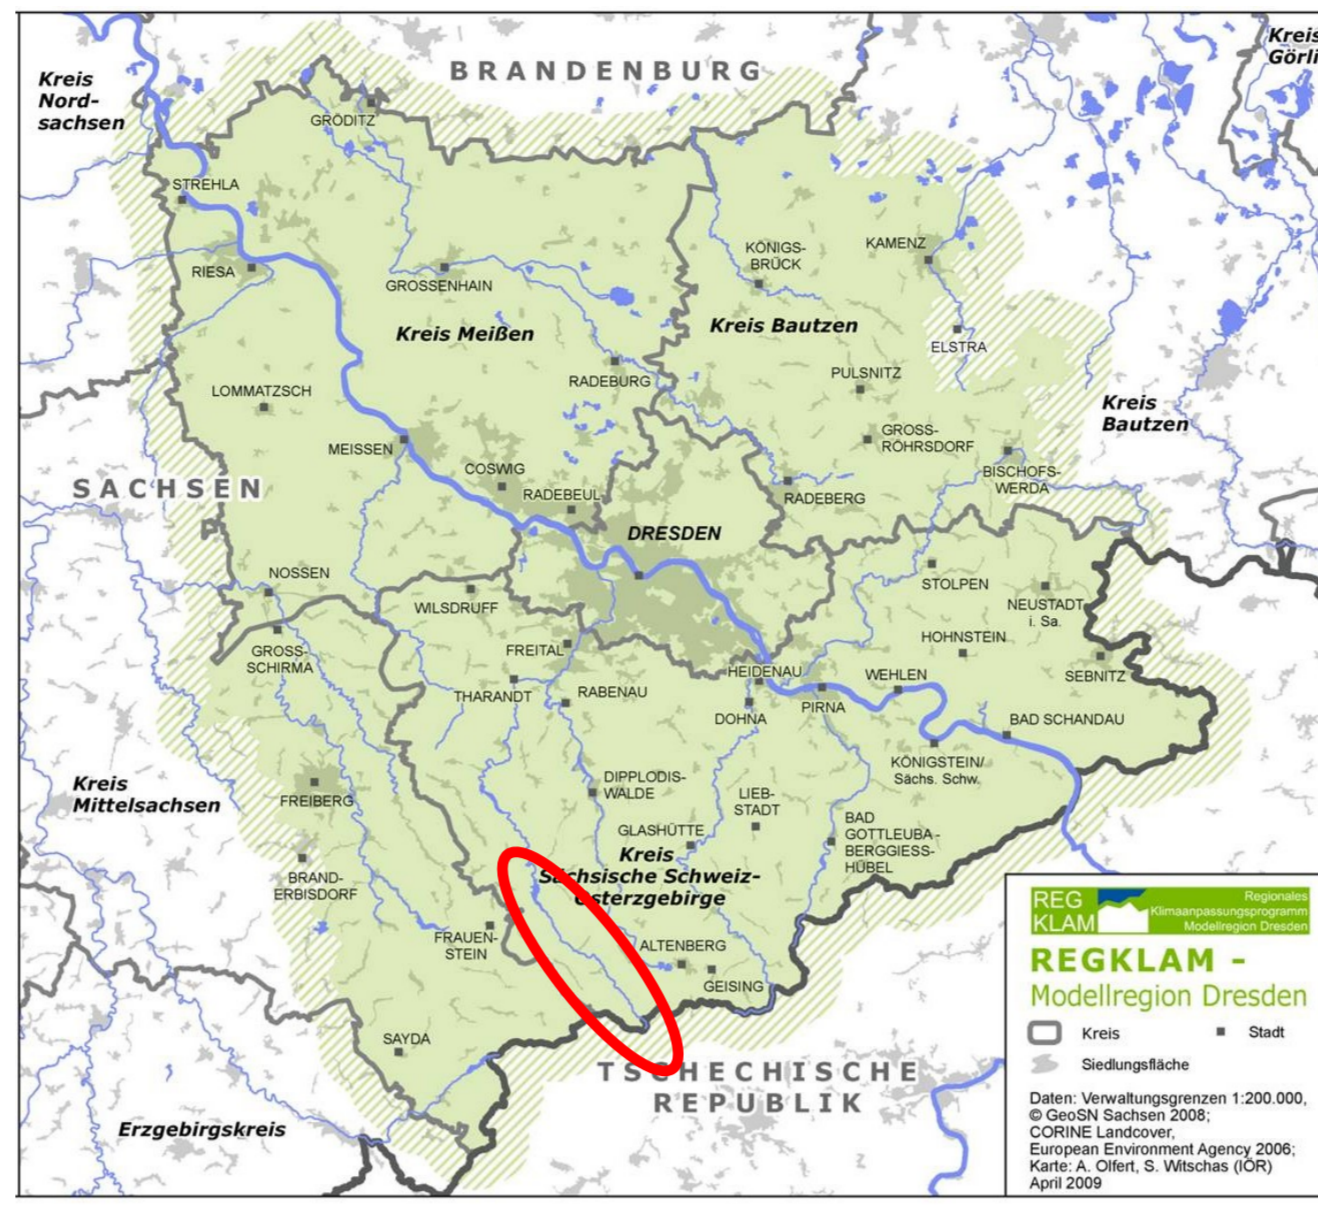 BRANDENBURG
Kreis
Görli
Kreis
Nord-
sachsen
GRÖDITZ
STREHLA
RIESA
GROSSENHAIN
KÖNIGS-
BRÜCK
KAMENZ
Kreis Meißen
Kreis Bautzen
ELSTRA
RADEBURG
PULSNITZ
LOMMATZSCH
Kreis
Bautzen
MEISSEN
GROSS-
RÖHRSDORF
COSWIG
RADEBEUL
RADEBERG
BISCHOFS-
WERDA
SACHSEN
P
DRESDEN
NOSSEN
WILSDRUFF
STOLPEN
NEUSTADT
i. Sa.
GROSS-
SCHIRMA
FREITAL
HOHNSTEIN
THARANDT
RABENAU
HEIDENAU
WEHLEN
SEBNITZ
DOHNA
PIRNA
BAD SCHANDAU
KÖNIGSTEIN/
Sächs. Schw.
Kreis
Mittelsachsen
FREIBERG
DIPPLODIS-
WALDE
LIEB-
STADT
GLASHÜTTE
BAD
GOTTLEUBA-
BERGGIESS-
HÜBEL
Kreis
Sächsische Schweiz-
Osterzgebirge
BRAND-
ERBISDORF
FRAUEN-
STEIN
ALTENBERG
GEISING
SAYDA
TSCHECHISCHE
REPUBLIK
Erzgebirgskreis
REG
KLAM
Regionales
Klimaanpassungsprogramm
Modellregion Dresden
REGKLAM -
Modellregion Dresden
Kreis
Stadt
Siedlungsfläche
Daten: Verwaltungsgrenzen 1:200.000,
© GeoSN Sachsen 2008;
CORINE Landcover,
European Environment Agency 2006;
Karte: A. Olfert, S. Witschas (IÖR)
April 2009